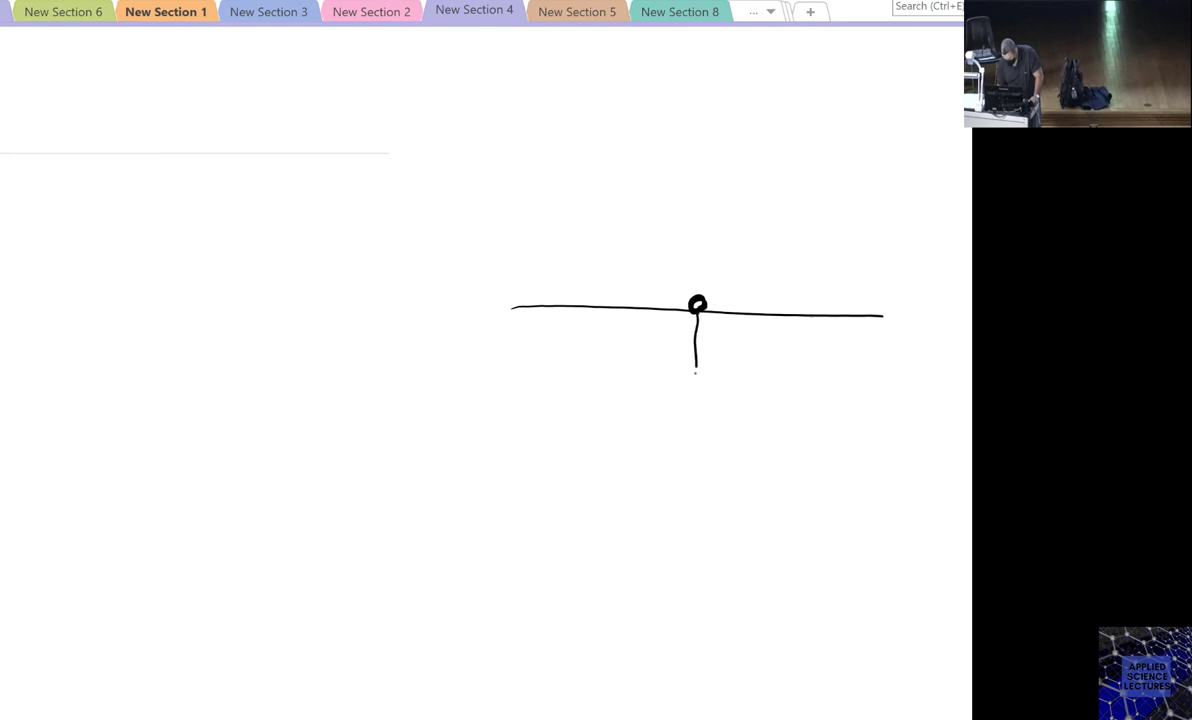 New Section 6 New Section 1 New Section 3 New Section 2 New Section 4 New Section 5 New Section 8 ... + Search (Ctrl+E)
APPLIED
SCIENCE
LECTURES